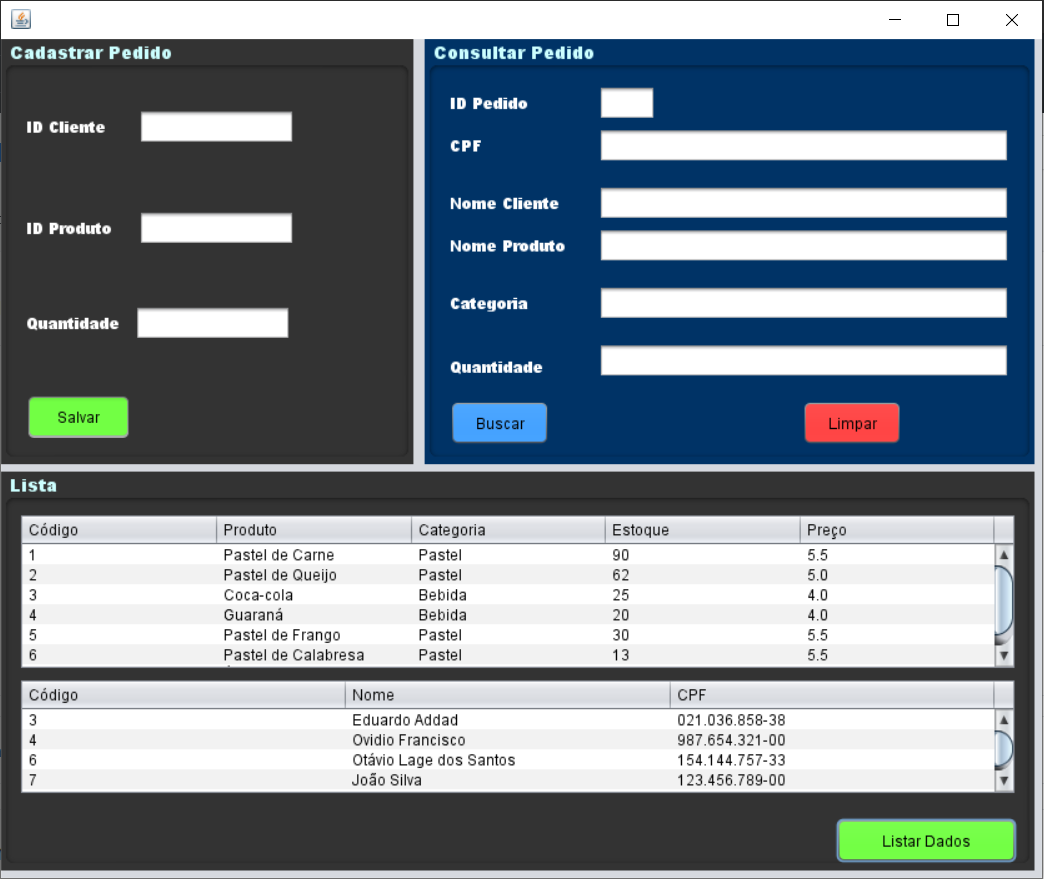 Cadastrar Pedido
ID Cliente
ID Produto
Quantidade
Salvar
Consultar Pedido
ID Pedido
CPF
Nome Cliente
Nome Produto
Categoria
Quantidade
Buscar Limpar
Lista
Código Produto Categoria Estoque Preço
1 Pastel de Carne Pastel 90 5.5
2 Pastel de Queijo Pastel 62 5.0
3 Coca-cola Bebida 25 4.0
4 Guaraná Bebida 20 4.0
5 Pastel de Frango Pastel 30 5.5
6 Pastel de Calabresa Pastel 13 5.5
Código Nome CPF
3 Eduardo Addad 021.036.858-38
4 Ovidio Francisco 987.654.321-00
6 Otávio Lage dos Santos 154.144.757-33
7 João Silva 123.456.789-00
Listar Dados